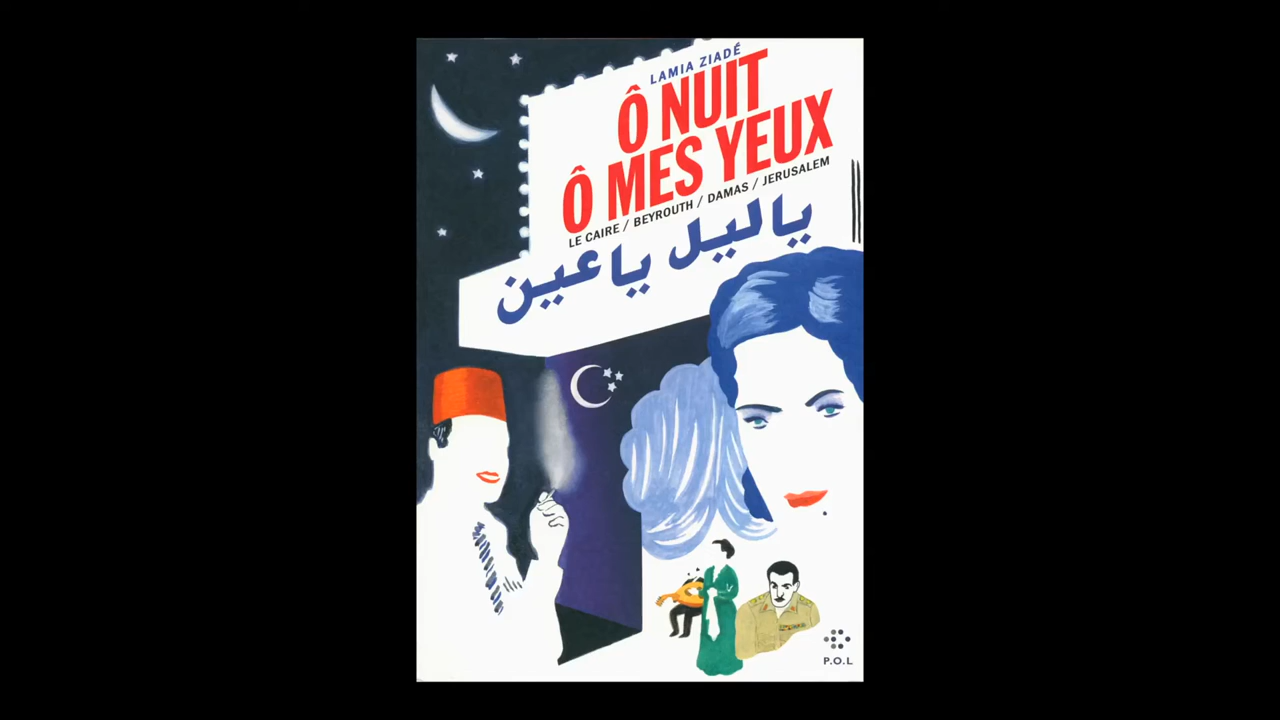 LAMIA ZIADÉ
Ô NUIT
Ô MES YEUX
LE CAIRE / BEYROUTH / DAMAS / JERUSALEM
يا ليل يا عين
P.O.L